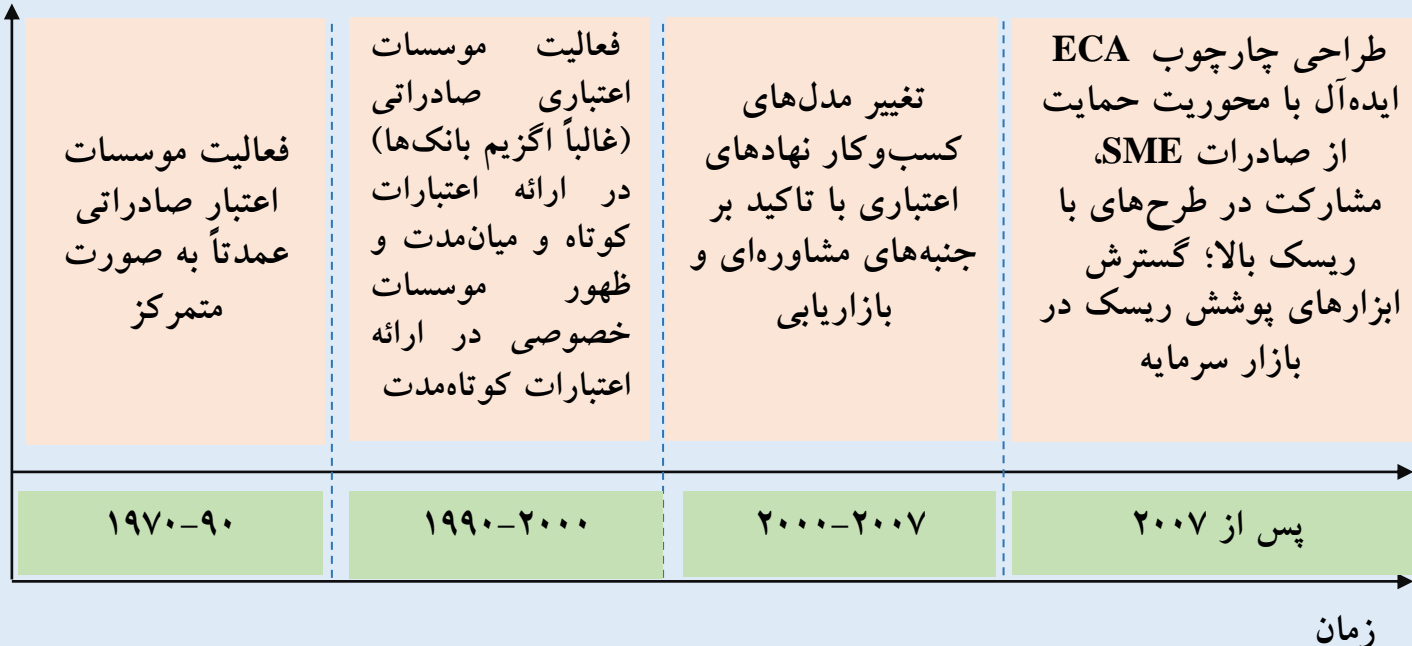 فعالیت موسسات
اعتبار صادراتی
عمدتاً به صورت
متمرکز
فعالیت موسسات
اعتباری صادراتی
(غالباً اگزیم بانک‌ها)
در ارائه اعتبارات
کوتاه و میان‌مدت و
ظهور موسسات
خصوصی در ارائه
اعتبارات کوتاه‌مدت
تغییر مدل‌های
کسب‌وکار نهادهای
اعتباری با تاکید بر
جنبه‌های مشاوره‌ای و
بازاریابی
طراحی چارچوب ECA
ایده‌آل با محوریت حمایت
از صادرات SME،
مشارکت در طرح‌های با
ریسک بالا؛ گسترش
ابزارهای پوشش ریسک در
بازار سرمایه
۱۹۷۰-۹۰
۱۹۹۰-۲۰۰۰
۲۰۰۰-۲۰۰۷
پس از ۲۰۰۷
زمان